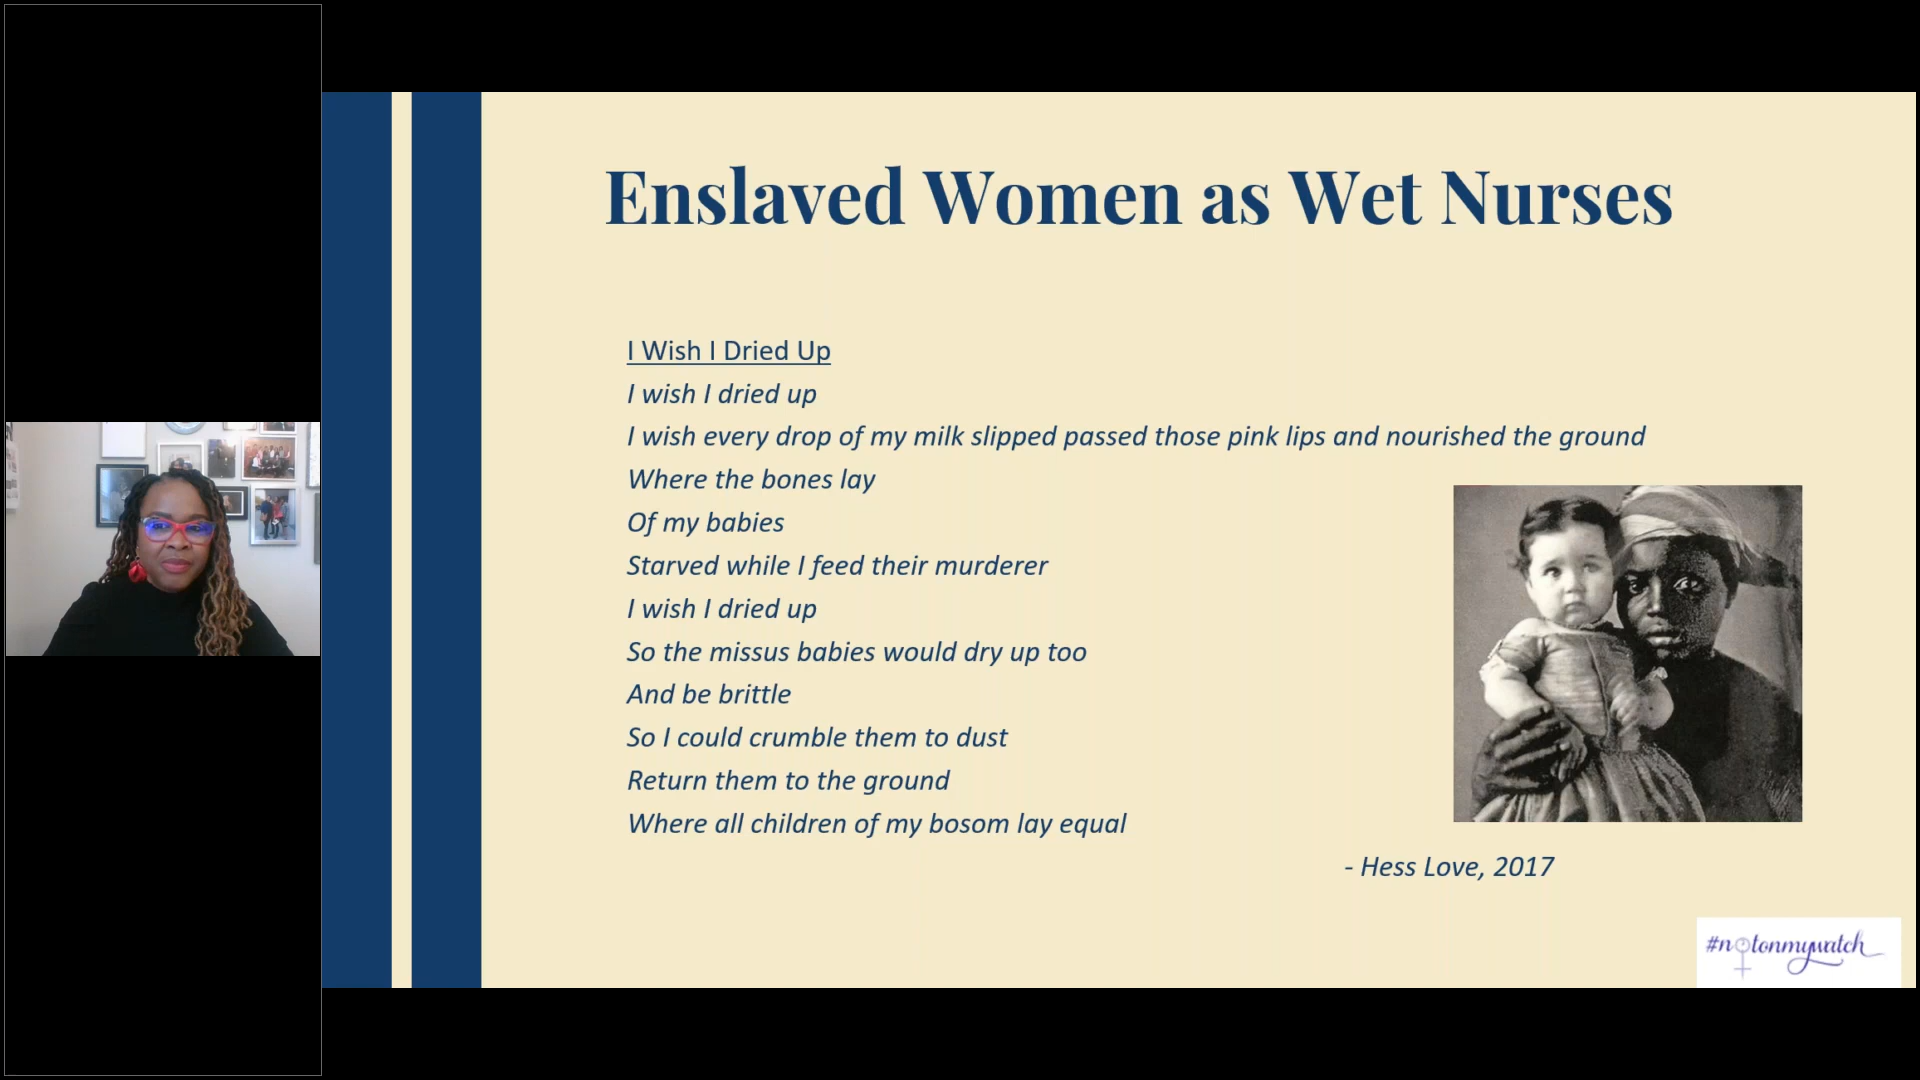 Enslaved Women as Wet Nurses
I Wish I Dried Up
I wish I dried up
I wish every drop of my milk slipped passed those pink lips and nourished the ground
Where the bones lay
Of my babies
Starved while I feed their murderer
I wish I dried up
So the missus babies would dry up too
And be brittle
So I could crumble them to dust
Return them to the ground
Where all children of my bosom lay equal
- Hess Love, 2017
#notonmywatch